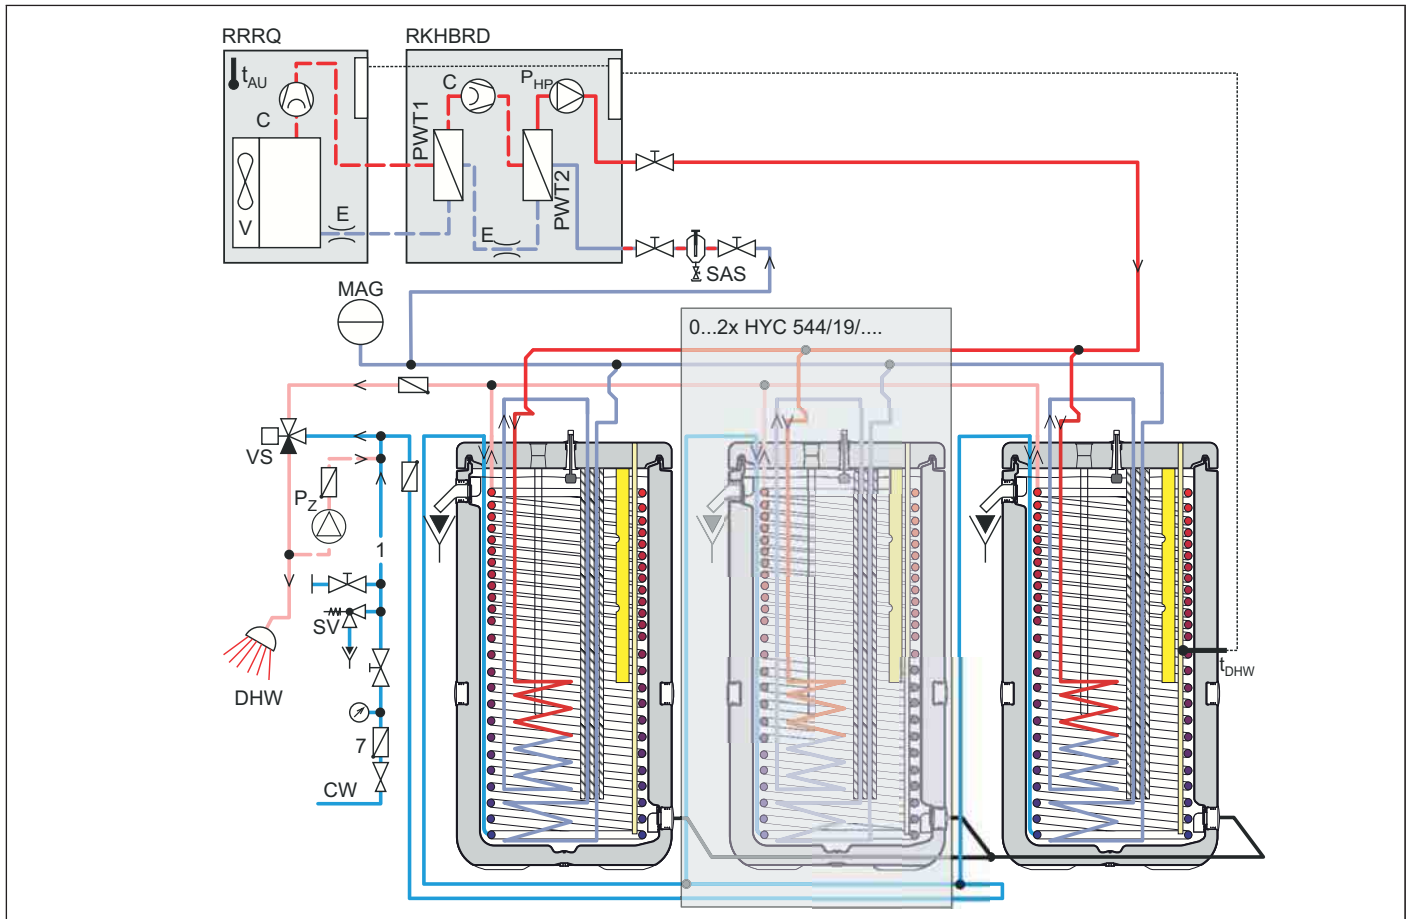 RRRQ
RKHBRD
tAU
C
V
E
PWT1
C
PHP
PWT2
E
SAS
MAG
0...2x HYC 544/19/....
VS
PZ
1
SV
DHW
tDHW
7
CW